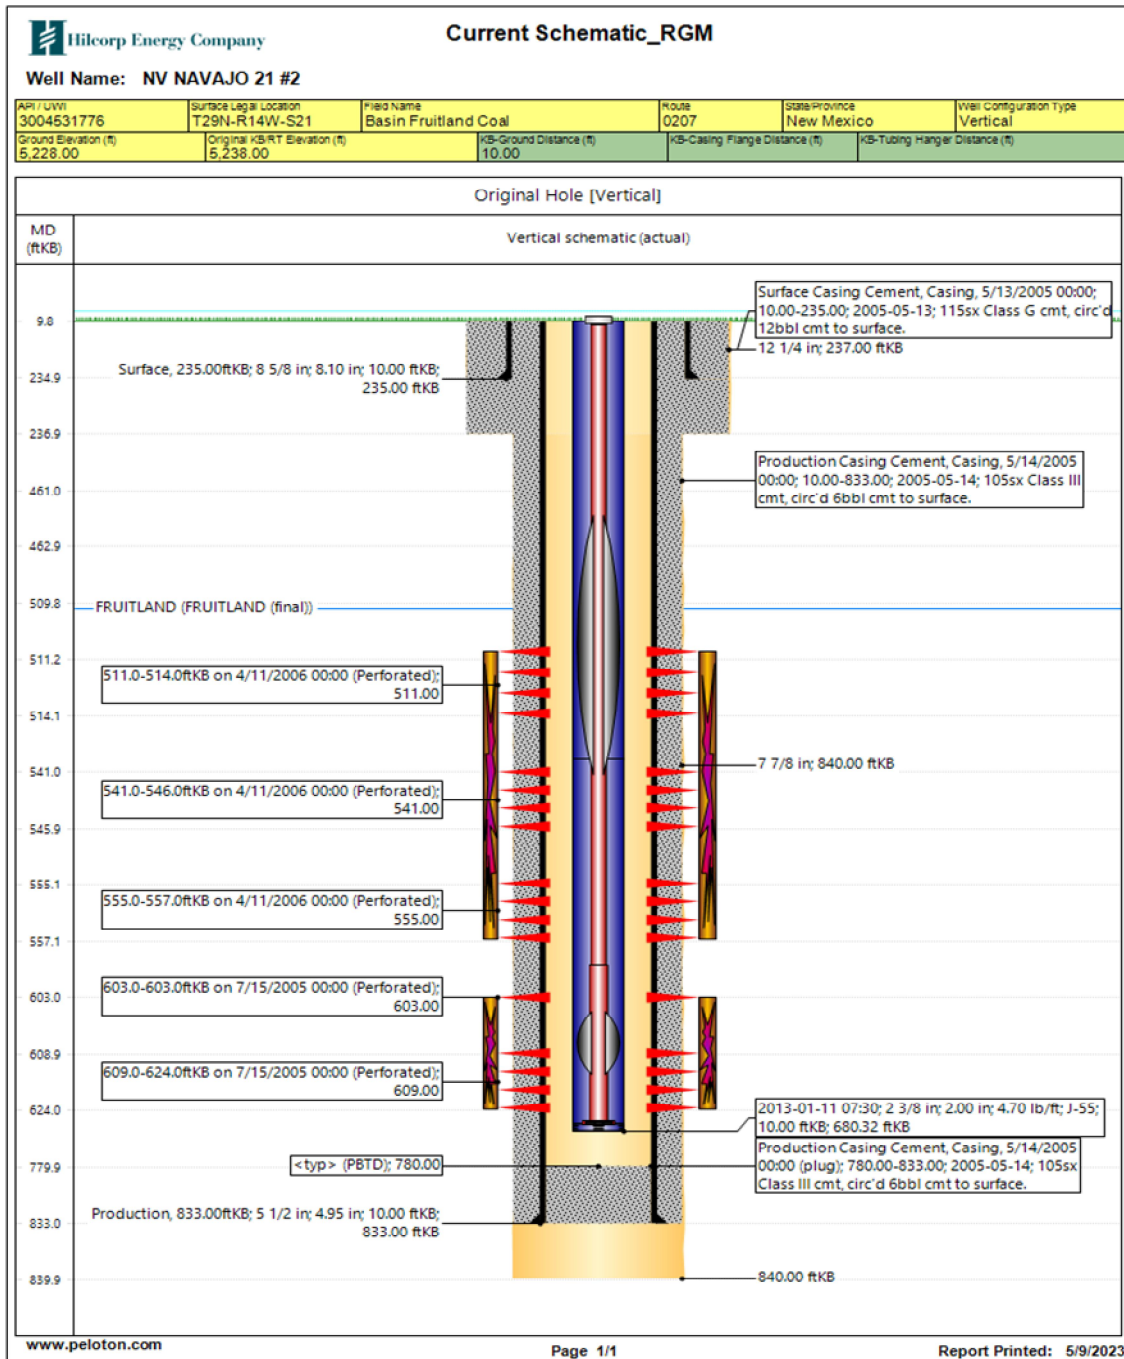 Hilcorp Energy Company
Current Schematic_RGM
Well Name: NV NAVAJO 21 #2
API / UWI
3004531776
Surface Legal Location
T29N-R14W-S21
Field Name
Basin Fruitland Coal
Route
0207
State/Province
New Mexico
Well Configuration Type
Vertical
Ground Elevation (ft)
5,228.00
Original KB/RT Elevation (ft)
5,238.00
KB-Ground Distance (ft)
10.00
KB-Casing Flange Distance (ft)
KB-Tubing Hanger Distance (ft)
Original Hole [Vertical]
MD
(ftKB)
Vertical schematic (actual)
Surface Casing Cement, Casing, 5/13/2005 00:00;
10.00-235.00; 2005-05-13; 115sx Class G cmt, circ'd
12bbl cmt to surface.
9.8
12 1/4 in; 237.00 ftKB
Surface, 235.00ftKB; 8 5/8 in; 8.10 in; 10.00 ftKB;
235.00 ftKB
234.9
236.9
Production Casing Cement, Casing, 5/14/2005
00:00; 10.00-833.00; 2005-05-14; 105sx Class III
cmt, circ'd 6bbl cmt to surface.
461.0
462.9
509.8
FRUITLAND (FRUITLAND (final))
511.2
511.0-514.0ftKB on 4/11/2006 00:00 (Perforated);
511.00
514.1
7 7/8 in; 840.00 ftKB
541.0
541.0-546.0ftKB on 4/11/2006 00:00 (Perforated);
541.00
545.9
555.1
555.0-557.0ftKB on 4/11/2006 00:00 (Perforated);
555.00
557.1
603.0-603.0ftKB on 7/15/2005 00:00 (Perforated);
603.00
603.0
608.9
609.0-624.0ftKB on 7/15/2005 00:00 (Perforated);
609.00
624.0
2013-01-11 07:30; 2 3/8 in; 2.00 in; 4.70 lb/ft; J-55;
10.00 ftKB; 680.32 ftKB
Production Casing Cement, Casing, 5/14/2005
00:00 (plug); 780.00-833.00; 2005-05-14; 105sx
Class III cmt, circ'd 6bbl cmt to surface.
<typ> (PBTD); 780.00
779.9
Production, 833.00ftKB; 5 1/2 in; 4.95 in; 10.00 ftKB;
833.00 ftKB
833.0
839.9
840.00 ftKB
www.peloton.com
Page 1/1
Report Printed: 5/9/2023